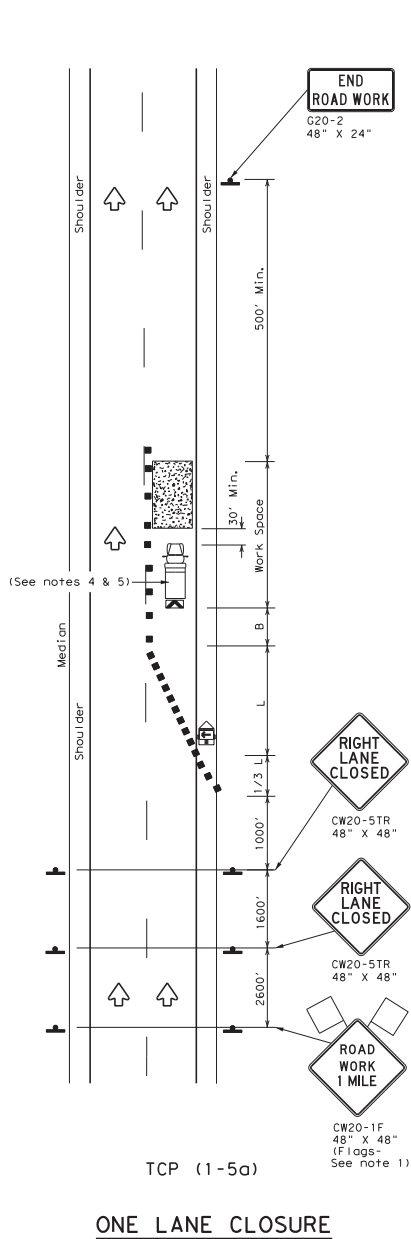 END
ROAD WORK
G20-2
48" X 24"
Shoulder
Shoulder
500' Min.
30' Min.
Work Space
(See notes 4 & 5)
B
Median
L
Shoulder
1/3 L
RIGHT
LANE
CLOSED
CW20-5TR
48" X 48"
1000'
RIGHT
LANE
CLOSED
CW20-5TR
48" X 48"
1600'
2600'
ROAD
WORK
1 MILE
CW20-1F
48" X 48"
(Flags-
See note 1)
TCP (1-5a)
ONE LANE CLOSURE